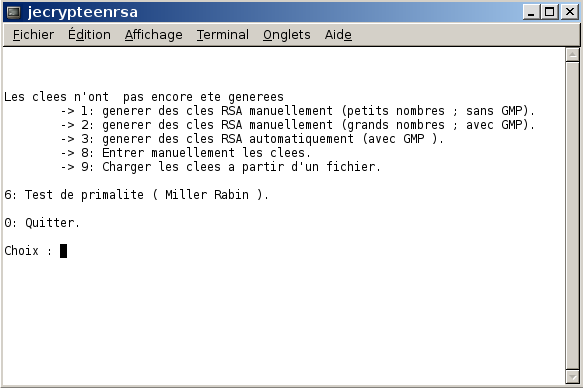 jecrypteenrsa
Fichier Édition Affichage Terminal Onglets Aide
Les clees n'ont  pas encore ete generees
-> 1: generer des cles RSA manuellement (petits nombres ; sans GMP).
-> 2: generer des cles RSA manuellement (grands nombres ; avec GMP).
-> 3: generer des cles RSA automatiquement (avec GMP ).
-> 8: Entrer manuellement les clees.
-> 9: Charger les clees a partir d'un fichier.
6: Test de primalite ( Miller Rabin ).
0: Quitter.
Choix :